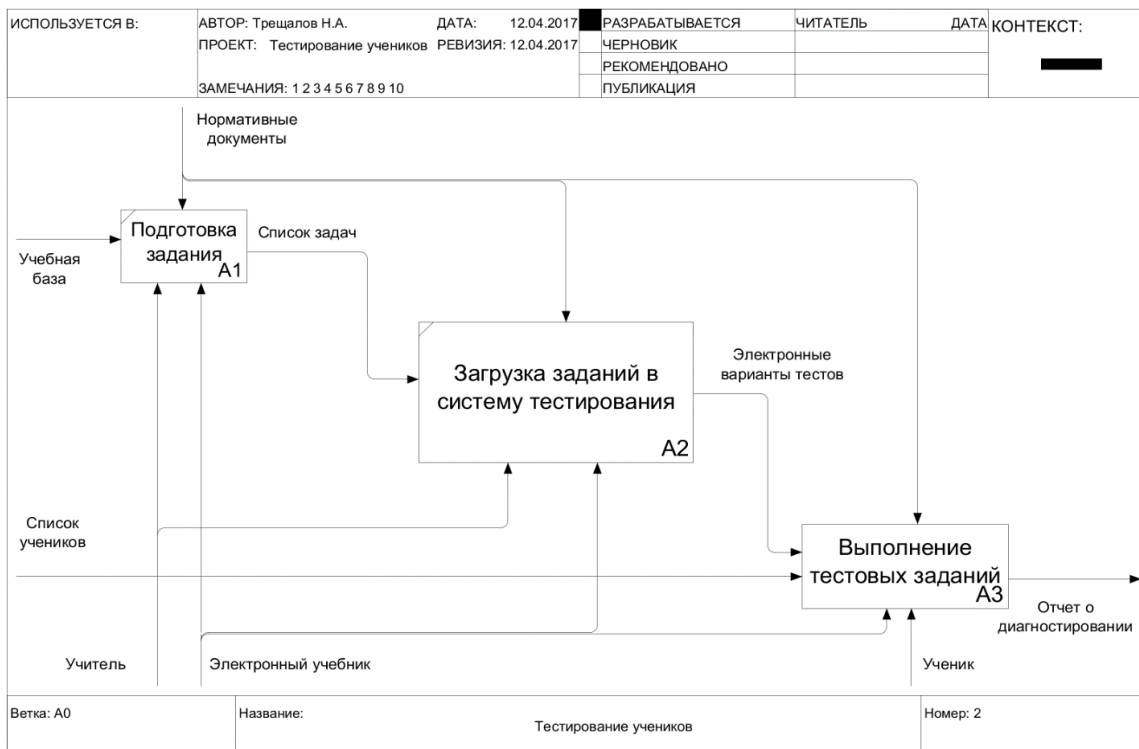 ИСПОЛЬЗУЕТСЯ В:
АВТОР: Трещалов Н.А.
ДАТА: 12.04.2017
РАЗРАБАТЫВАЕТСЯ
ЧИТАТЕЛЬ
ДАТА
КОНТЕКСТ:
ПРОЕКТ: Тестирование учеников
РЕВИЗИЯ: 12.04.2017
ЧЕРНОВИК
РЕКОМЕНДОВАНО
ЗАМЕЧАНИЯ: 1 2 3 4 5 6 7 8 9 10
ПУБЛИКАЦИЯ
Нормативные
документы
Подготовка
задания
A1
Список задач
Учебная
база
Загрузка заданий в
систему тестирования
A2
Электронные
варианты тестов
Список
учеников
Выполнение
тестовых заданий
A3
Отчет о
диагностировании
Учитель
Электронный учебник
Ученик
Ветка: A0
Название:
Тестирование учеников
Номер: 2